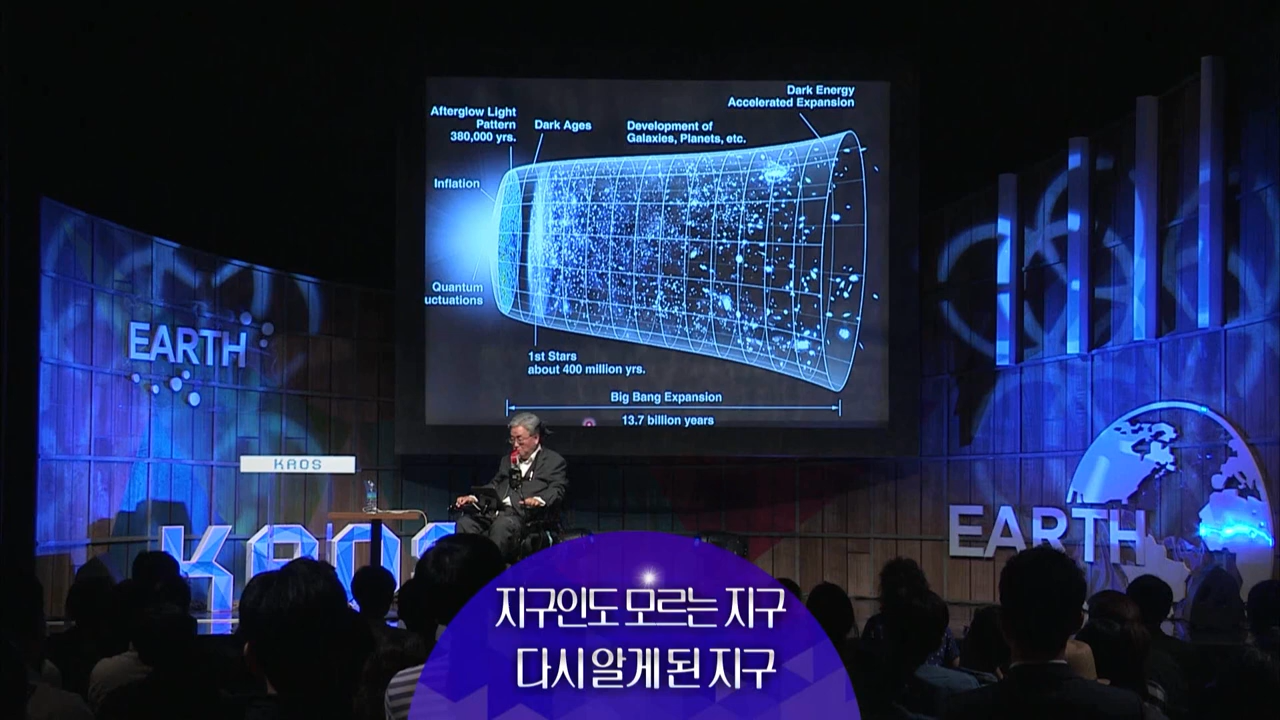 Dark Energy
Accelerated Expansion
Afterglow Light
Pattern
380,000 yrs.
Dark Ages
Development of
Galaxies, Planets, etc.
Inflation
Quantum
uctuations
1st Stars
about 400 million yrs.
Big Bang Expansion
13.7 billion years
EARTH
KAOS
KAOS
EARTH
지구인도 모르는 지구
다시 알게 된 지구